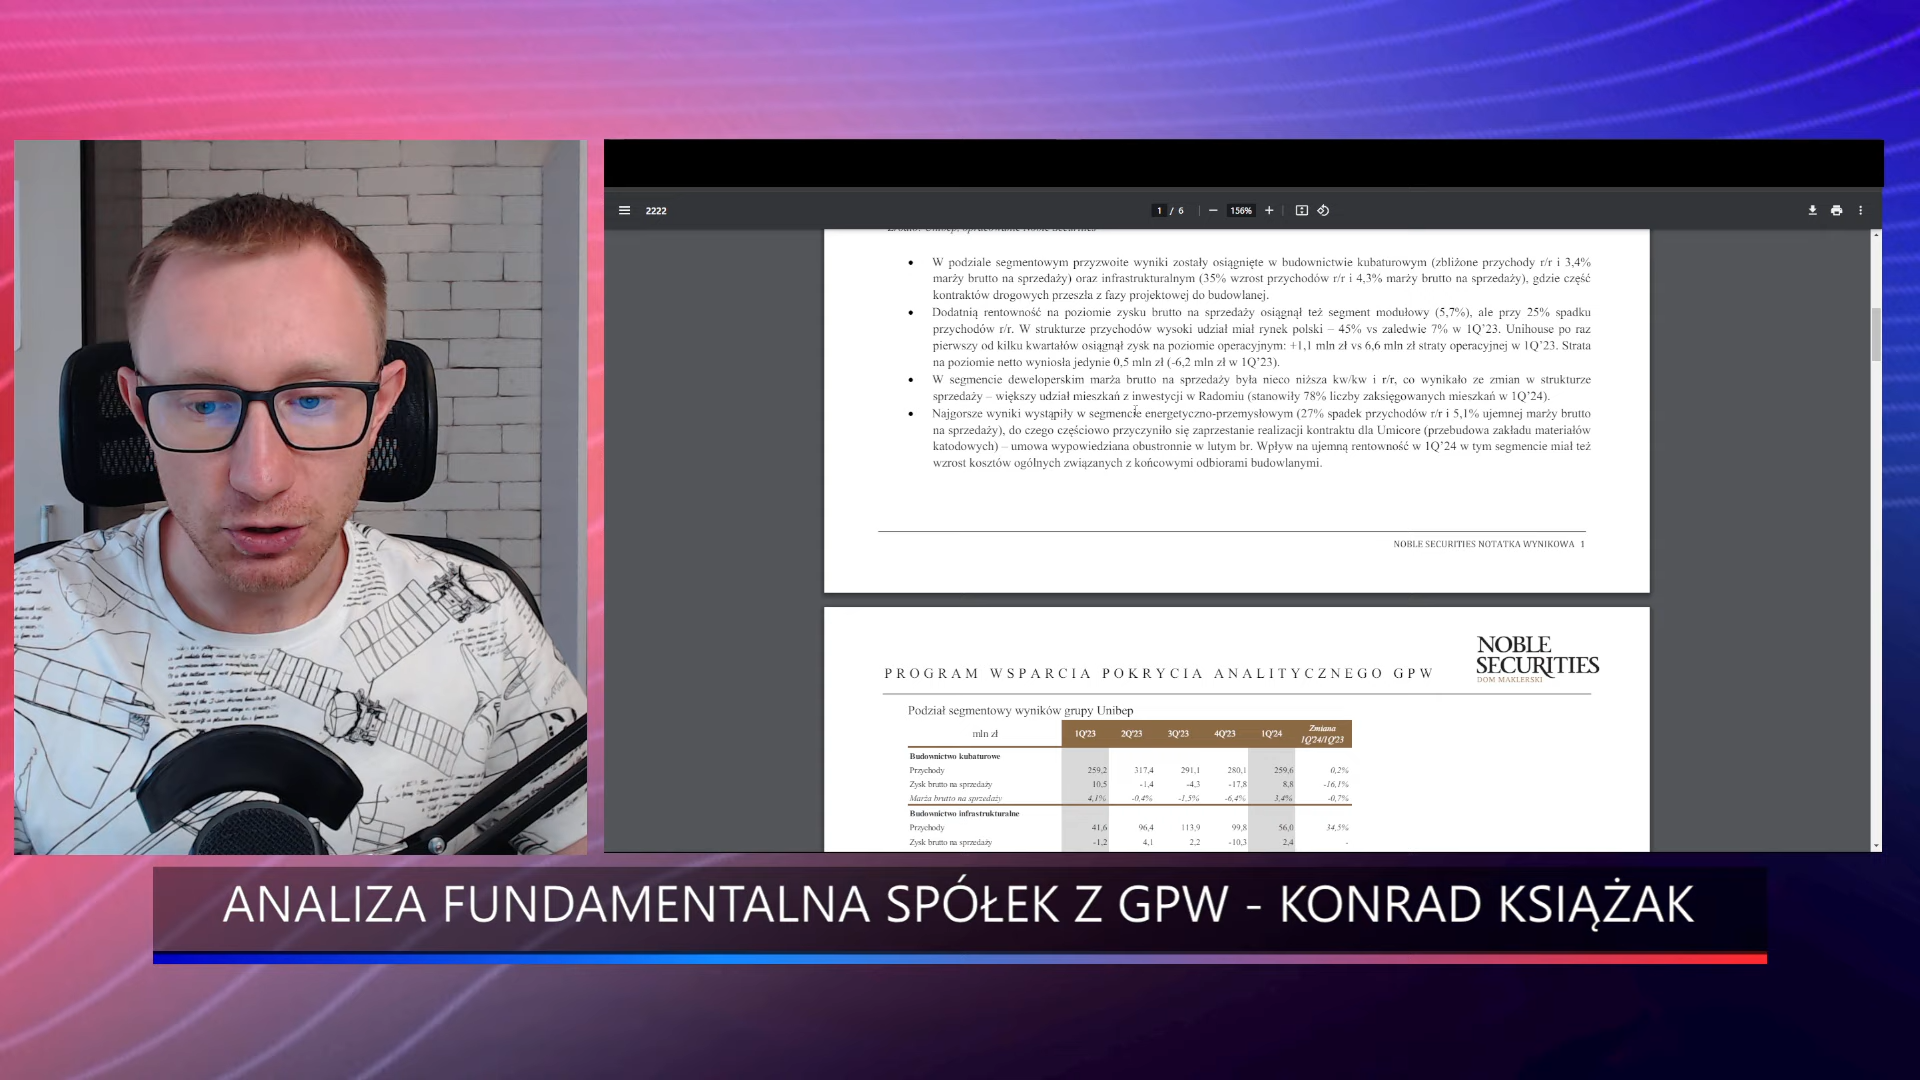 2222
1 / 6
156%
W podziale segmentowym przyzwoite wyniki zostały osiągnięte w budownictwie kubaturowym (zbliżone przychody r/r i 3,4%
marży brutto na sprzedaży) oraz infrastrukturalnym (35% wzrost przychodów r/r i 4,3% marży brutto na sprzedaży), gdzie część
kontraktów drogowych przeszła z fazy projektowej do budowlanej.
Dodatnią rentowność na poziomie zysku brutto na sprzedaży osiągnął też segment modułowy (5,7%), ale przy 25% spadku
przychodów r/r. W strukturze przychodów wysoki udział miał rynek polski – 45% vs zaledwie 7% w 1Q'23. Unihouse po raz
pierwszy od kilku kwartałów osiągnął zysk na poziomie operacyjnym: +1,1 mln zł vs 6,6 mln zł straty operacyjnej w 1Q'23. Strata
na poziomie netto wyniosła jedynie 0,5 mln zł (-6,2 mln zł w 1Q'23).
W segmencie deweloperskim marża brutto na sprzedaży była nieco niższa kw/kw i r/r, co wynikało ze zmian w strukturze
sprzedaży – większy udział mieszkań z inwestycji w Radomiu (stanowiły 78% liczby zaksięgowanych mieszkań w 1Q'24).
Najgorsze wyniki wystąpiły w segmencie energetyczno-przemysłowym (27% spadek przychodów r/r i 5,1% ujemnej marży brutto
na sprzedaży), do czego częściowo przyczyniło się zaprzestanie realizacji kontraktu dla Umicore (przebudowa zakładu materiałów
katodowych) – umowa wypowiedziana obustronnie w lutym br. Wpływ na ujemną rentowność w 1Q'24 w tym segmencie miał też
wzrost kosztów ogólnych związanych z końcowymi odbiorami budowlanymi.
NOBLE SECURITIES NOTATKA WYNIKOWA 1
NOBLE
SECURITIES
DOM MAKLERSKI
PROGRAM WSPARCIA POKRYCIA ANALITYCZNEGO GPW
Podział segmentowy wyników grupy Unibep
mln zł 1Q'23 2Q'23 3Q'23 4Q'23 1Q'24 Zmiana 1Q'24/1Q'23
Budownictwo kubaturowe
Przychody 259,2 317,4 291,1 280,1 259,6 0,2%
Zysk brutto na sprzedaży 10,5 -1,4 -4,3 -17,8 8,8 -16,1%
Marża brutto na sprzedaży 4,1% -0,4% -1,5% -6,4% 3,4% -0,7%
Budownictwo infrastrukturalne
Przychody 41,6 96,4 113,9 99,8 56,0 34,5%
Zysk brutto na sprzedaży -1,2 4,1 2,2 -10,3 2,4 -
ANALIZA FUNDAMENTALNA SPÓŁEK Z GPW - KONRAD KSIĄŻAK